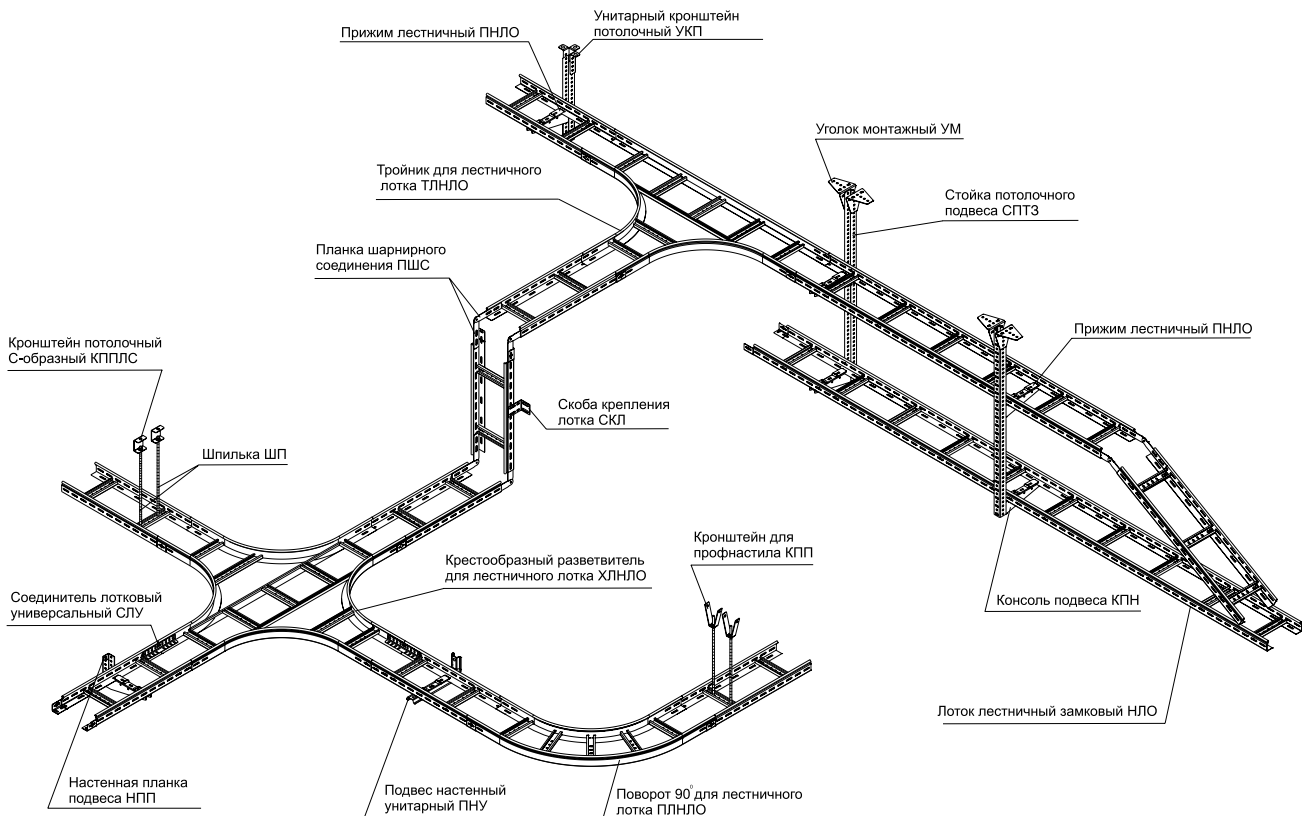 Унитарный кронштейн
потолочный УКП
Прижим лестничный ПНЛО
Уголок монтажный УМ
Тройник для лестничного
лотка ТЛНЛО
Стойка потолочного
подвеса СПТЗ
Планка шарнирного
соединения ПШС
Прижим лестничный ПНЛО
Кронштейн потолочный
С-образный КППЛС
Скоба крепления
лотка СКЛ
Шпилька ШП
Кронштейн для
профнастила КПП
Крестообразный разветвитель
для лестничного лотка ХЛНЛО
Соединитель лотковый
универсальный СЛУ
Консоль подвеса КПН
Лоток лестничный замковый НЛО
Настенная планка
подвеса НПП
Подвес настенный
унитарный ПНУ
Поворот 90° для лестничного
лотка ПЛНЛО